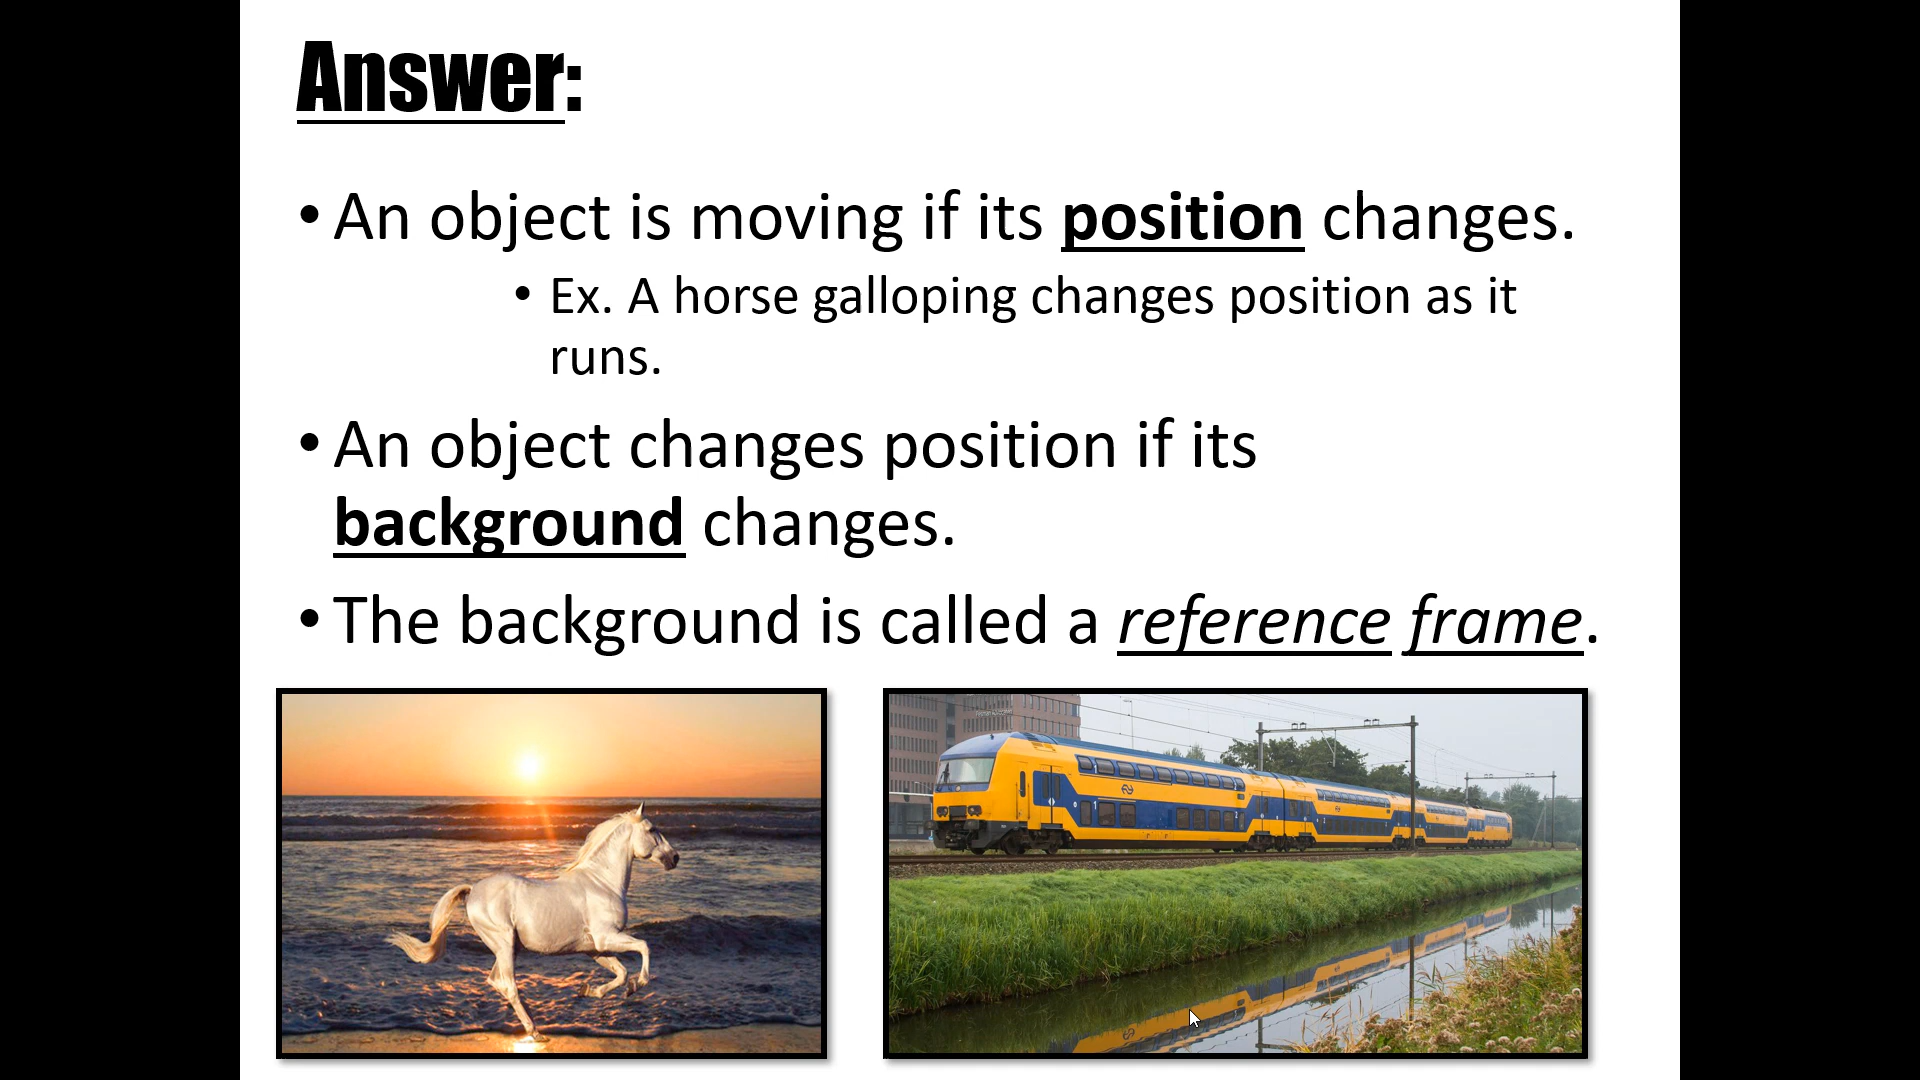 Answer:
• An object is moving if its position changes.
• Ex. A horse galloping changes position as it
runs.
• An object changes position if its
background changes.
• The background is called a reference frame.